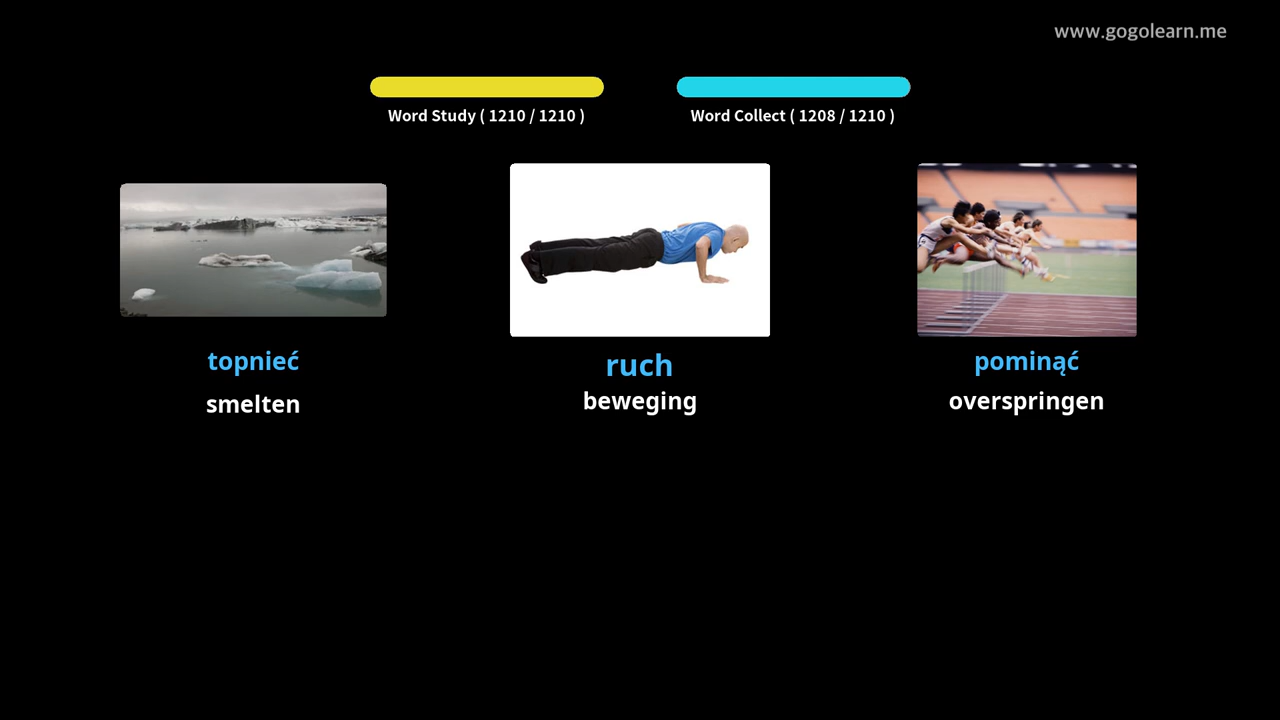 www.gogolearn.me
Word Study ( 1210 / 1210 )
Word Collect ( 1208 / 1210 )
topnieć
smelten
ruch
beweging
pominąć
overspringen